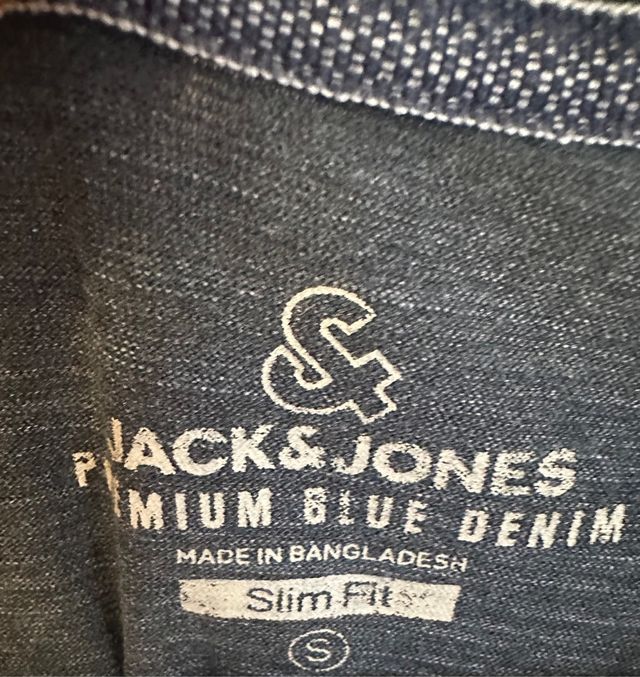 &
JACK&JONES
PREMIUM BLUE DENIM
MADE IN BANGLADESH
Slim Fit
S